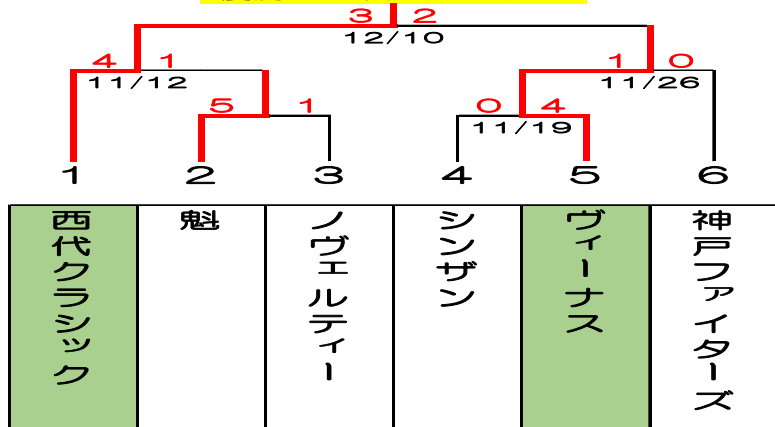 3 2
12/10
4 1
1 0
11/12
11/26
5 1
0 4
11/19
1 2 3 4 5 6
西代クラシック
魁
ノヴェルティー
シンザン
ヴィーナス
神戸ファイターズ